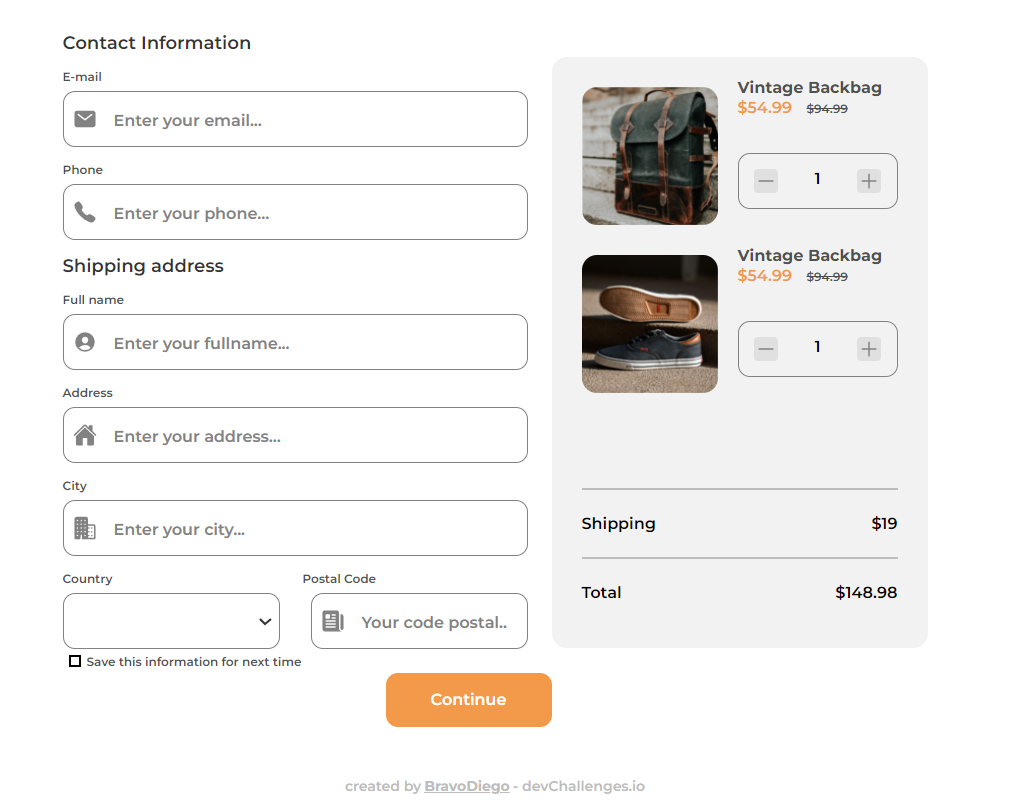 Contact Information
E-mail
Enter your email...
Phone
Enter your phone...
Shipping address
Full name
Enter your fullname...
Address
Enter your address...
City
Enter your city...
Country Postal Code
Your code postal..
Save this information for next time
Continue
Vintage Backbag
$54.99 $94.99
1
Vintage Backbag
$54.99 $94.99
1
Shipping $19
Total $148.98
created by BravoDiego - devChallenges.io